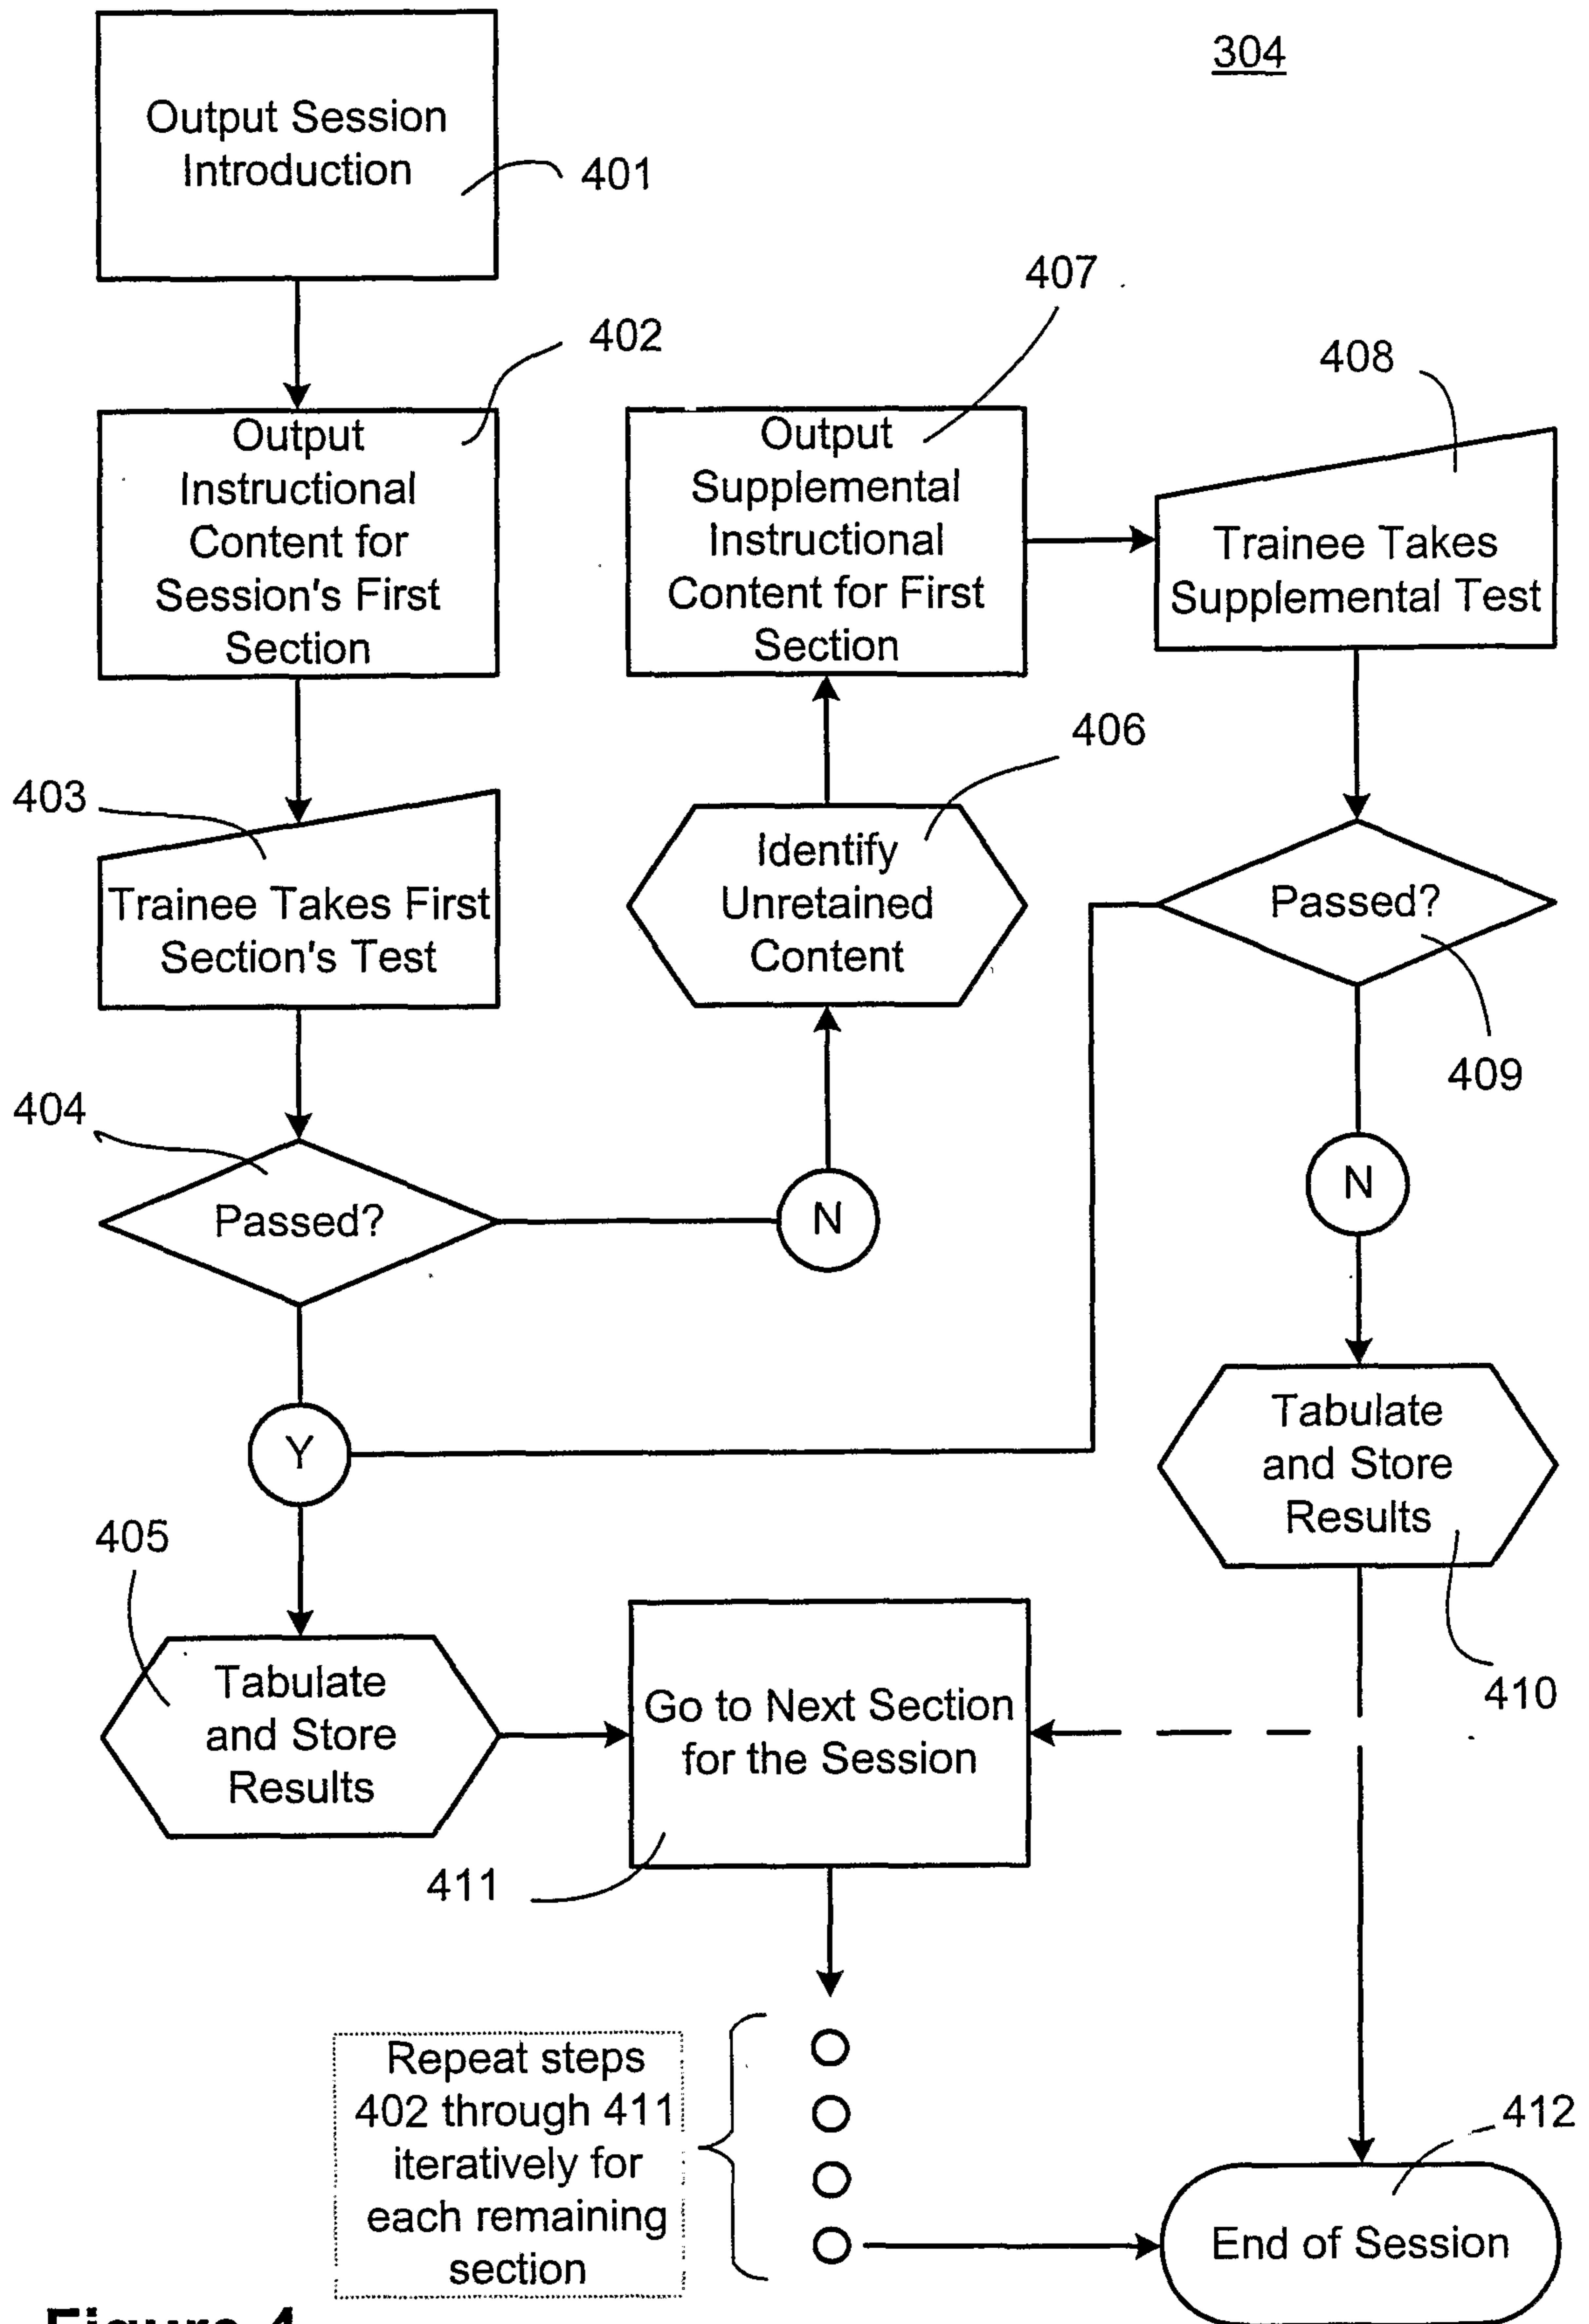 304
Output Session
Introduction
401
402
Output
Instructional
Content for
Session's First
Section
403
Trainee Takes First
Section's Test
404
Passed?
N
Y
405
Tabulate
and Store
Results
406
Identify
Unretained
Content
407
Output
Supplemental
Instructional
Content for First
Section
408
Trainee Takes
Supplemental Test
Passed?
409
N
Tabulate
and Store
Results
410
Go to Next Section
for the Session
411
Repeat steps
402 through 411
iteratively for
each remaining
section
412
End of Session
Figure 4